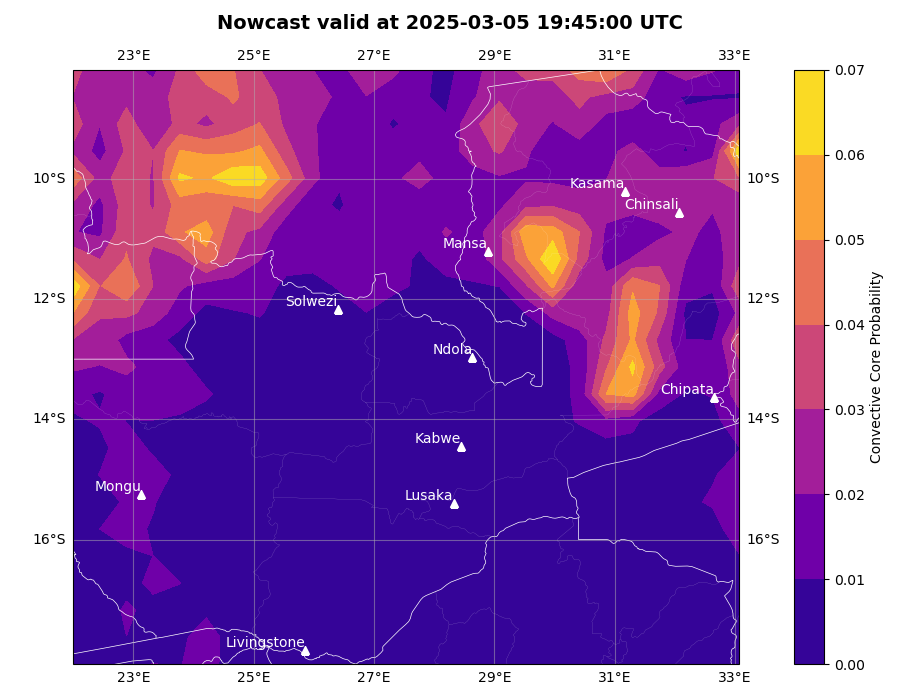 Nowcast valid at 2025-03-05 19:45:00 UTC
23°E 25°E 27°E 29°E 31°E 33°E
0.07
0.06
10°S Kasama 10°S
Chinsali
0.05
Mansa
12°S Solwezi 12°S
0.04
Ndola
Chipata
0.03
14°S 14°S
Kabwe
Mongu Lusaka
0.02
16°S 16°S
0.01
Livingstone
0.00
23°E 25°E 27°E 29°E 31°E 33°E
Convective Core Probability